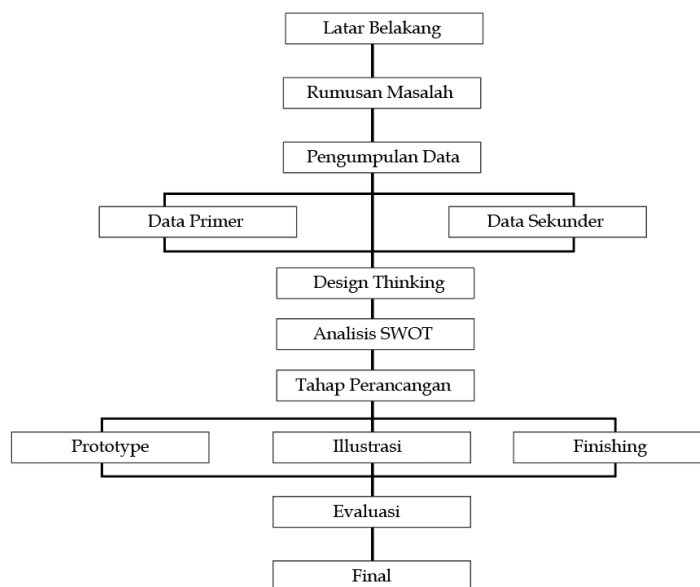 Latar Belakang
Rumusan Masalah
Pengumpulan Data
Data Primer
Data Sekunder
Design Thinking
Analisis SWOT
Tahap Perancangan
Prototype
Illustrasi
Finishing
Evaluasi
Final